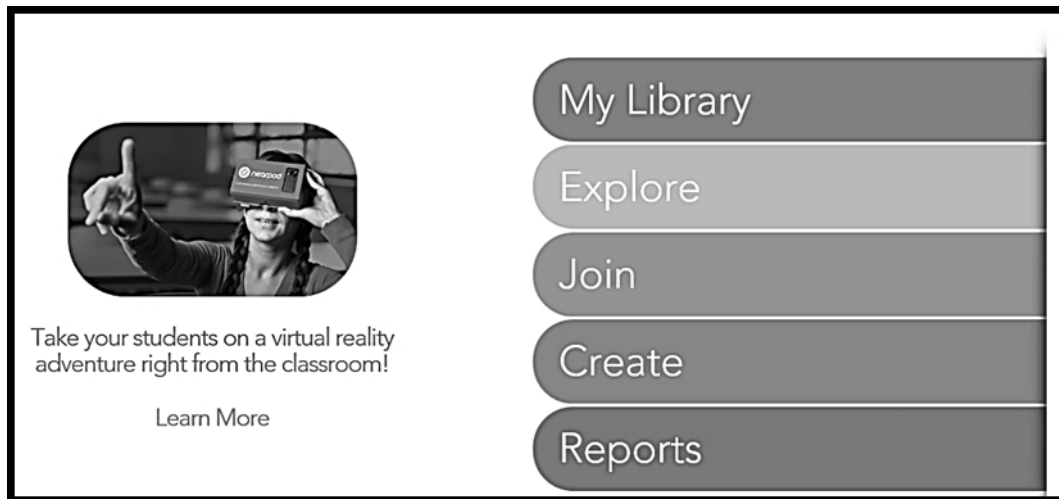 nearpod
Take your students on a virtual reality
adventure right from the classroom!
Learn More
My Library
Explore
Join
Create
Reports